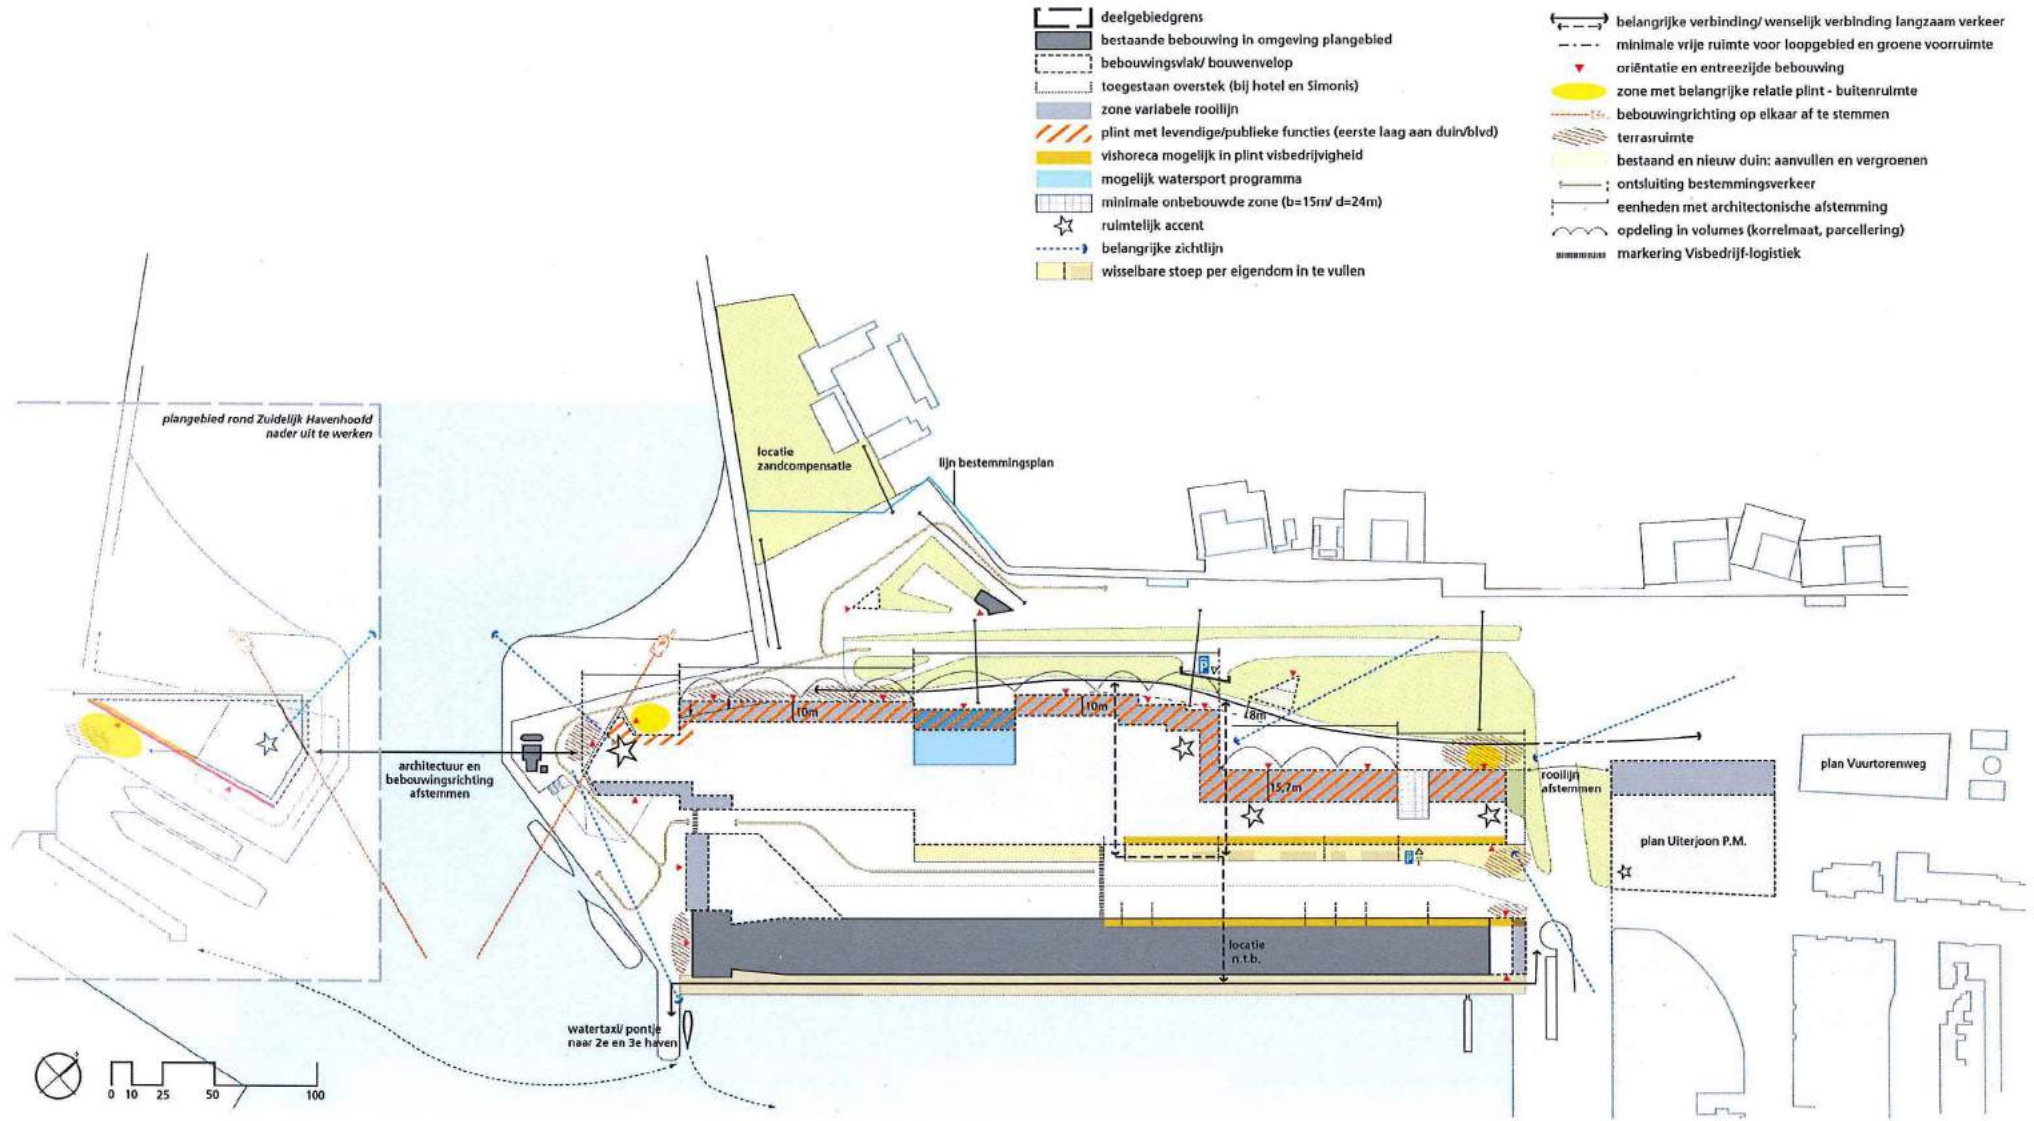 deelgebiedgrens
bestaande bebouwing in omgeving plangebied
bebouwingsvlak/ bouwenvelop
toegestaan overstek (bij hotel en Simonis)
zone variabele rooilijn
plint met levendige/publieke functies (eerste laag aan duin/blvd)
vishoreca mogelijk in plint visbedrijvigheid
mogelijk watersport programma
minimale onbebouwde zone (b=15m/ d=24m)
ruimtelijk accent
belangrijke zichtlijn
wisselbare stoep per eigendom in te vullen
belangrijke verbinding/ wenselijk verbinding langzaam verkeer
minimale vrije ruimte voor loopgebied en groene voorruimte
oriëntatie en entreezijde bebouwing
zone met belangrijke relatie plint - buitenruimte
bebouwingrichting op elkaar af te stemmen
terrasruimte
bestaand en nieuw duin: aanvullen en vergroenen
ontsluiting bestemmingsverkeer
eenheden met architectonische afstemming
opdeling in volumes (korrelmaat, parcellering)
markering Visbedrijf-logistiek
plangebied rond Zuidelijk Havenhoofd
nader uit te werken
locatie
zandcompensatie
lijn bestemmingsplan
P
10m
10m
8m
architectuur en
bebouwingsrichting
afstemmen
15,7m
rooilijn
afstemmen
plan Vuurtorenweg
plan Uiterjoon P.M.
P
locatie
n.t.b.
watertaxi/ pontje
naar 2e en 3e haven
0 10 25 50 100